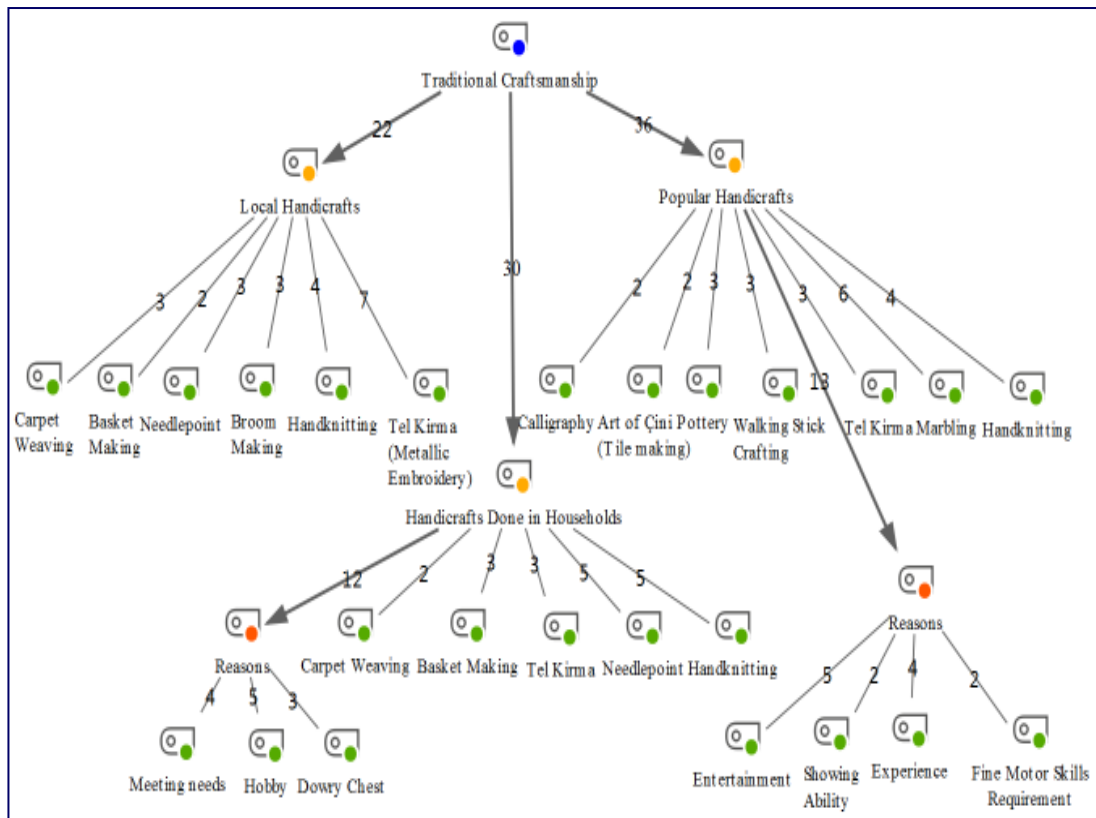 Traditional Craftsmanship
22
36
30
Local Handicrafts
Popular Handicrafts
3
2
3
3
4
7
2
2
3
3
3
6
4
13
Carpet
Weaving
Basket
Making
Needlepoint
Broom
Making
Handknitting
Tel Kirma
(Metallic
Embroidery)
Calligraphy
Art of Çini
(Tile making)
Pottery
Walking Stick
Crafting
Tel Kirma
Marbling
Handknitting
Handicrafts Done in Households
12
2
3
3
5
5
Reasons
Carpet Weaving
Basket Making
Tel Kirma
Needlepoint
Handknitting
Reasons
4
5
3
5
2
4
2
Meeting needs
Hobby
Dowry Chest
Entertainment
Showing
Ability
Experience
Fine Motor Skills
Requirement